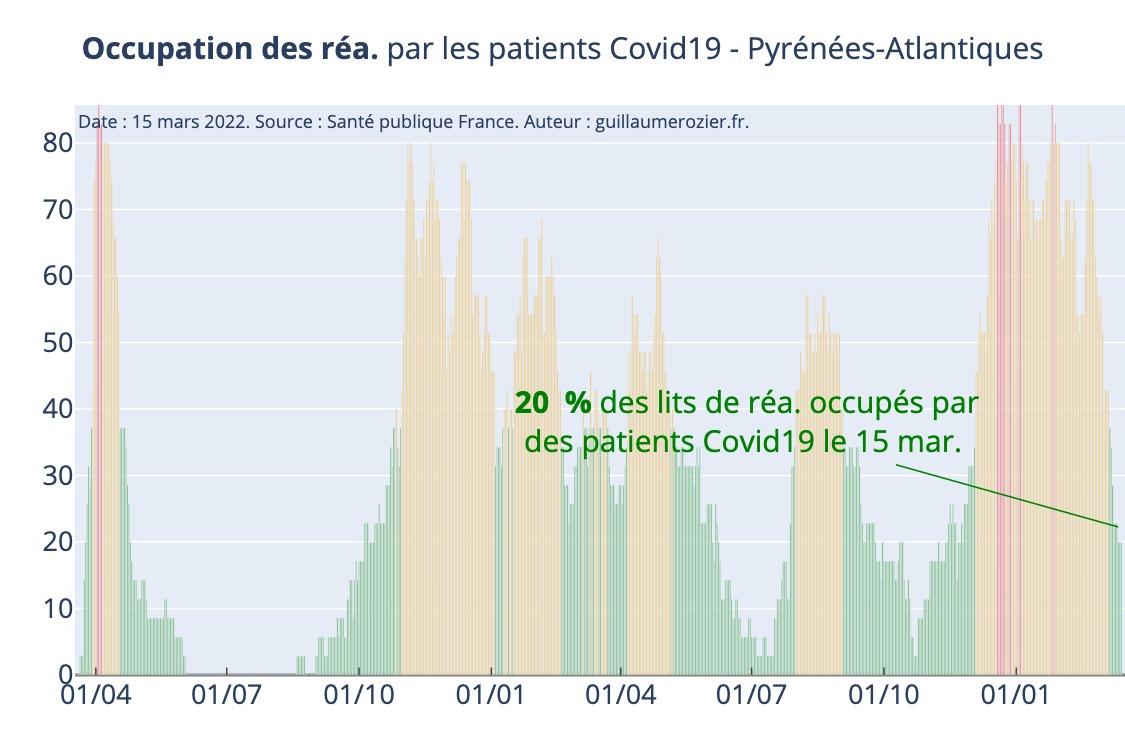 Occupation des réa. par les patients Covid19 - Pyrénées-Atlantiques
Date : 15 mars 2022. Source : Santé publique France. Auteur : guillaumerozier.fr.
80
70
60
50
40
30
20
10
0
20 % des lits de réa. occupés par
des patients Covid19 le 15 mar.
01/04 01/07 01/10 01/01 01/04 01/07 01/10 01/01